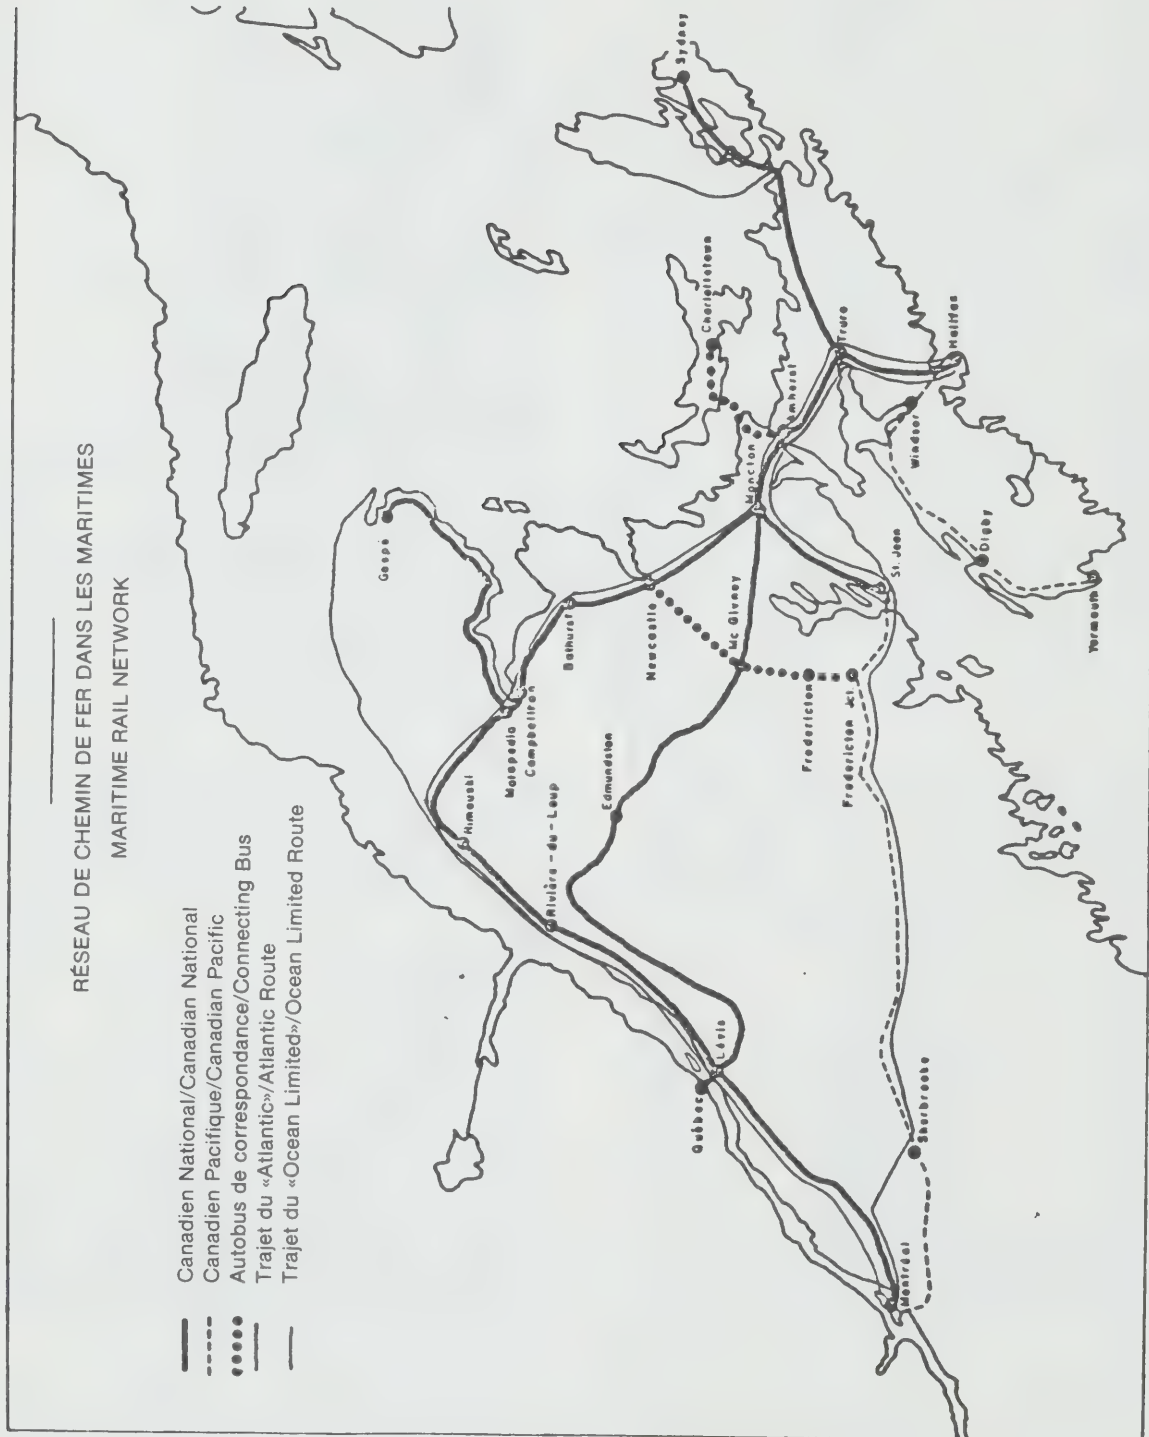 RÉSEAU DE CHEMIN DE FER DANS LES MARITIMES
MARITIME RAIL NETWORK
Canadien National/Canadian National
Canadien Pacifique/Canadian Pacific
Autobus de correspondance/Connecting Bus
Trajet du «Atlantic»/Atlantic Route
Trajet du «Ocean Limited»/Ocean Limited Route
Gaspé
Rimouski
Matapedia
Campbellton
Bathurst
Rivière-du-Loup
Newcastle
Edmundston
Mc Givney
Moncton
Charlottetown
Sydney
Amherst
Truro
Québec
Lévis
Fredericton
Fredericton Jct.
St. Jean
Windsor
Halifax
Digby
Yarmouth
Montréal
Sherbrooke